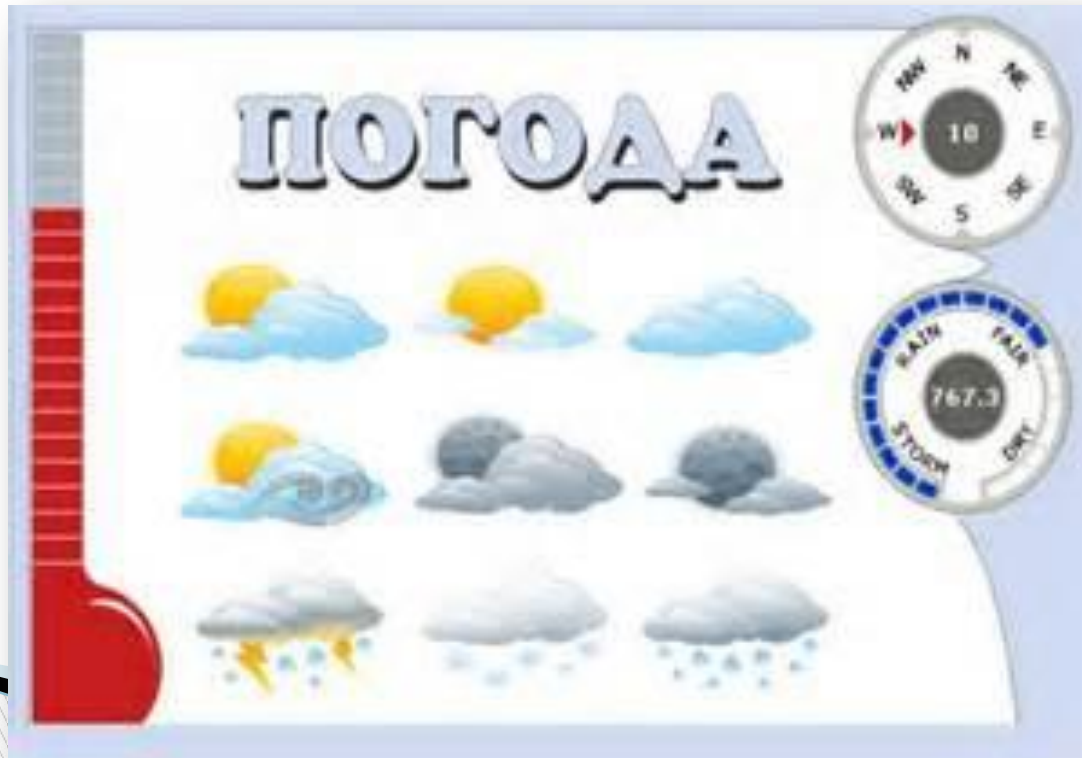 ПОГОДА
N
NE
E
SE
S
SW
W
NW
10
RAIN
FAIR
767.3
STORM
DRY